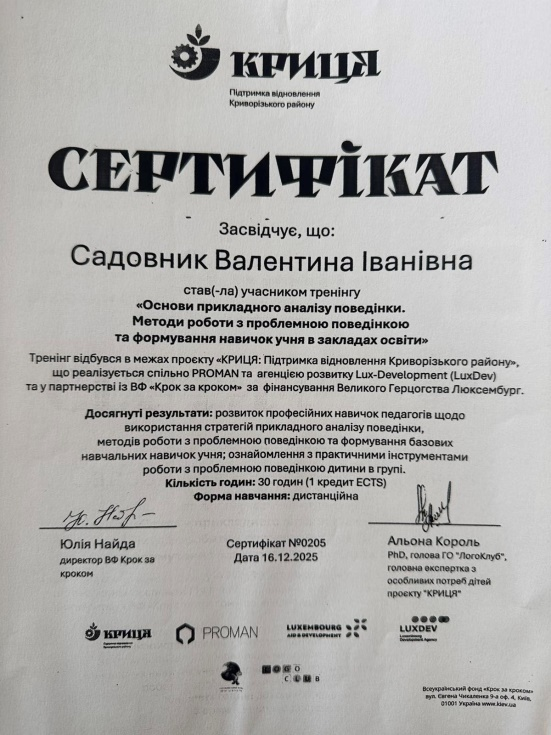 КРИЦЯ
Підтримка відновлення
Криворізького району
СЕРТИФІКАТ
Засвідчує, що:
Садовник Валентина Іванівна
став(-ла) учасником тренінгу
«Основи прикладного аналізу поведінки.
Методи роботи з проблемною поведінкою
та формування навичок учня в закладах освіти»
Тренінг відбувся в межах проєкту «КРИЦЯ: Підтримка відновлення Криворізького району»,
що реалізується спільно PROMAN та агенцією розвитку Lux-Development (LuxDev)
та у партнерстві із ВФ «Крок за кроком» за фінансування Великого Герцогства Люксембург.
Досягнуті результати: розвиток професійних навичок педагогів щодо
використання стратегій прикладного аналізу поведінки,
методів роботи з проблемною поведінкою та формування базових
навчальних навичок учня; ознайомлення з практичними інструментами
роботи з проблемною поведінкою дитини в групі.
Кількість годин: 30 годин (1 кредит ECTS)
Форма навчання: дистанційна
Юлія Найда
директор ВФ Крок за
кроком
Сертифікат №0205
Дата 16.12.2025
Альона Король
PhD, голова ГО "ЛогоКлуб",
головна експертка з
особливих потреб дітей
проєкту "КРИЦЯ"
КРИЦЯ
PROMAN
LUXEMBOURG
AID & DEVELOPMENT
LUXDEV
Luxembourg
Development Agency
LOGO
CLUB
Всеукраїнський фонд «Крок за кроком»
вул. Євгена Чикаленка 9-а оф. 4, Київ,
01001 Україна www.kiev.ua